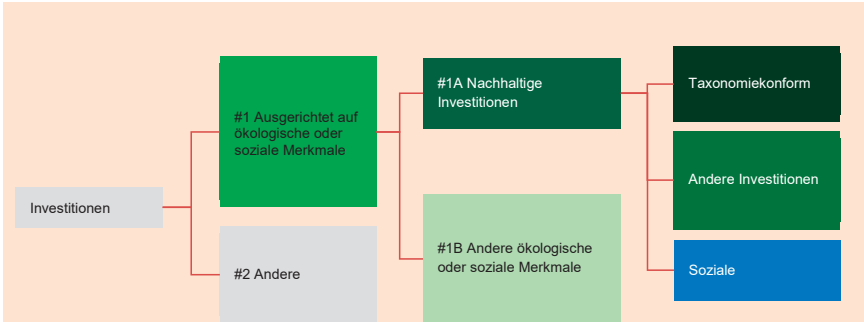 Investitionen
#1 Ausgerichtet auf
ökologische oder
soziale Merkmale
#2 Andere
#1A Nachhaltige
Investitionen
#1B Andere ökologische
oder soziale Merkmale
Taxonomiekonform
Andere Investitionen
Soziale